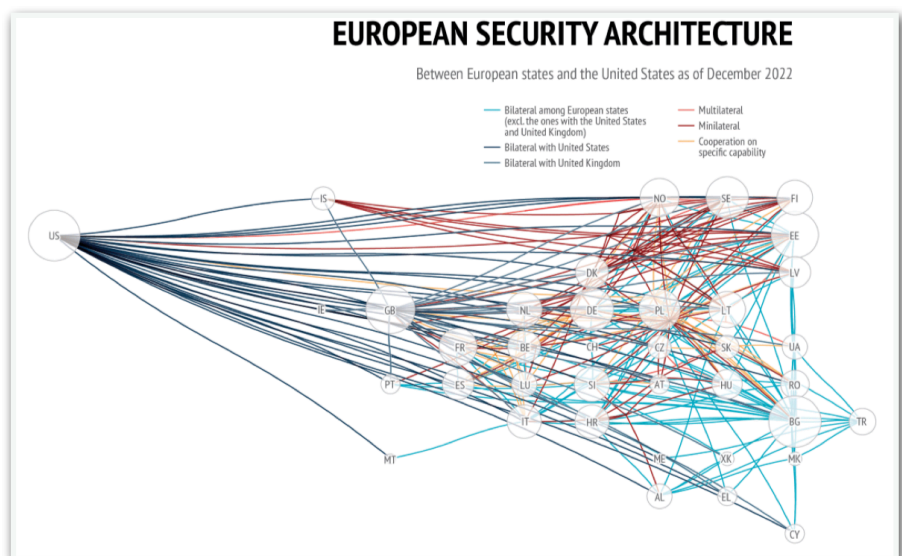 EUROPEAN SECURITY ARCHITECTURE
Between European states and the United States as of December 2022
Bilateral among European states
(excl. the ones with the United States
and United Kingdom)
Bilateral with United States
Bilateral with United Kingdom
Multilateral
Minilateral
Cooperation on
specific capability
IS
NO
SE
FI
US
EE
DK
LV
IE
GB
NL
DE
PL
LT
FR
BE
CH
CZ
SK
UA
PT
ES
LU
SI
AT
HU
RO
IT
HR
BG
TR
MT
ME
XK
MK
AL
EL
CY